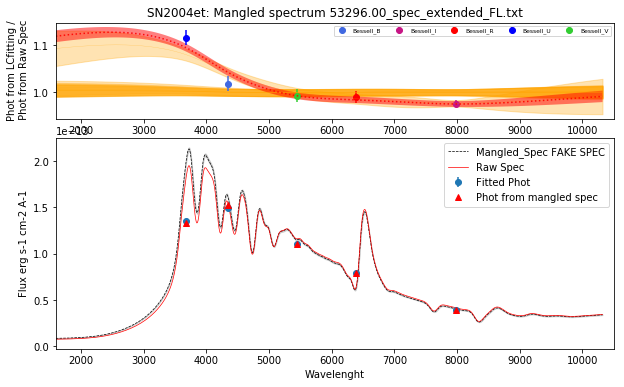 SN2004et: Mangled spectrum 53296.00_spec_extended_FL.txt
Phot from LCfitting /
Phot from Raw Spec
1.1
1.0
Bessell_B
Bessell_I
Bessell_R
Bessell_U
Bessell_V
2000 3000 4000 5000 6000 7000 8000 9000 10000
Flux erg s-1 cm-2 A-1
2.0
1.5
1.0
0.5
0.0
Mangled_Spec FAKE SPEC
Raw Spec
Fitted Phot
Phot from mangled spec
2000 3000 4000 5000 6000 7000 8000 9000 10000
Wavelenght